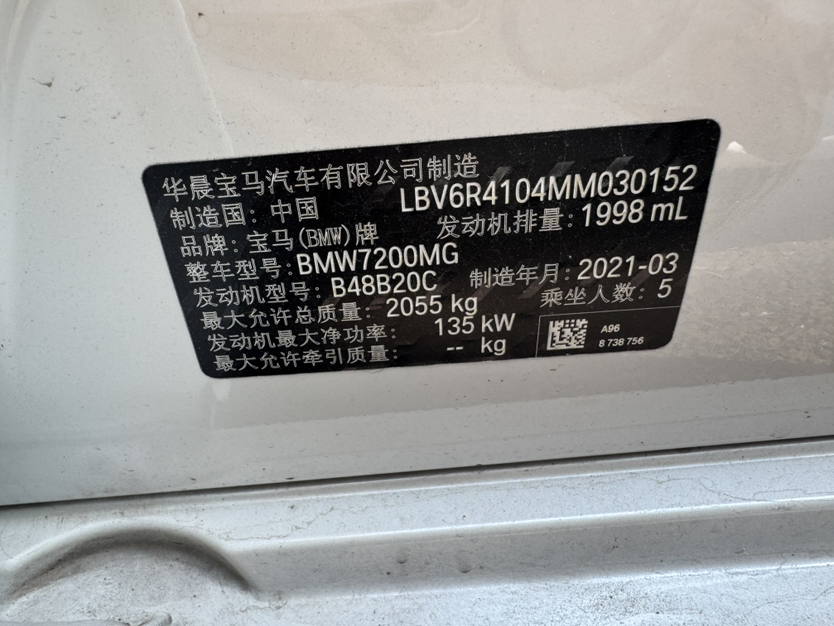 华晨宝马汽车有限公司制造
制造国: 中国 LBV6R4104MM030152
品牌: 宝马(BMW)牌 发动机排量: 1998 mL
整车型号: BMW7200MG
发动机型号: B48B20C 制造年月: 2021-03
最大允许总质量: 2055 kg 乘坐人数: 5
发动机最大净功率: 135 kW
最大允许牵引质量: -- kg
A96
8 738 756